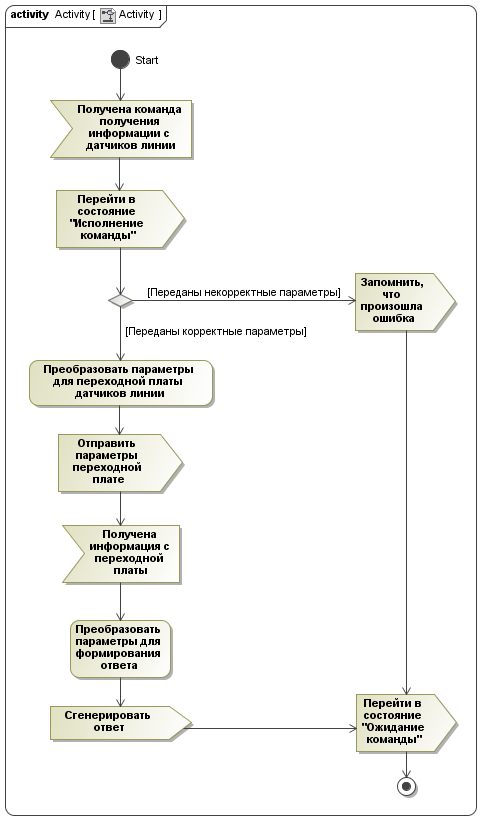 activity Activity [ Activity ]
Start
Получена команда
получения
информации с
датчиков линии
Перейти в
состояние
"Исполнение
команды"
[Переданы некорректные параметры]
Запомнить,
что
произошла
ошибка
[Переданы корректные параметры]
Преобразовать параметры
для переходной платы
датчиков линии
Отправить
параметры
переходной
плате
Получена
информация с
переходной
платы
Преобразовать
параметры для
формирования
ответа
Сгенерировать
ответ
Перейти в
состояние
"Ожидание
команды"